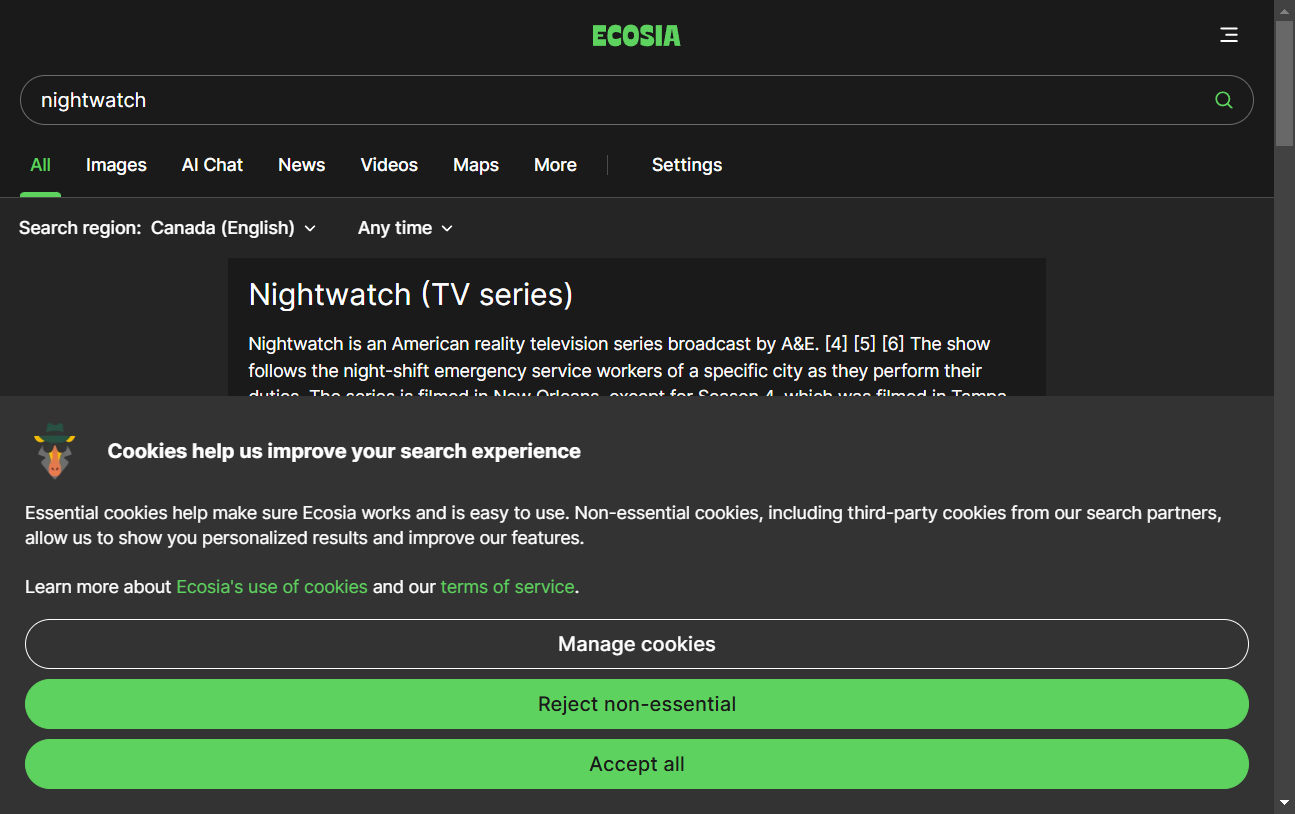 ECOSIA
nightwatch
All Images AI Chat News Videos Maps More Settings
Search region: Canada (English) Any time
Nightwatch (TV series)
Nightwatch is an American reality television series broadcast by A&E. [4] [5] [6] The show
follows the night-shift emergency service workers of a specific city as they perform their
duties. The series is filmed in New Orleans, except for Season 4, which was filmed in Tampa
Cookies help us improve your search experience
Essential cookies help make sure Ecosia works and is easy to use. Non-essential cookies, including third-party cookies from our search partners,
allow us to show you personalized results and improve our features.
Learn more about Ecosia's use of cookies and our terms of service.
Manage cookies
Reject non-essential
Accept all